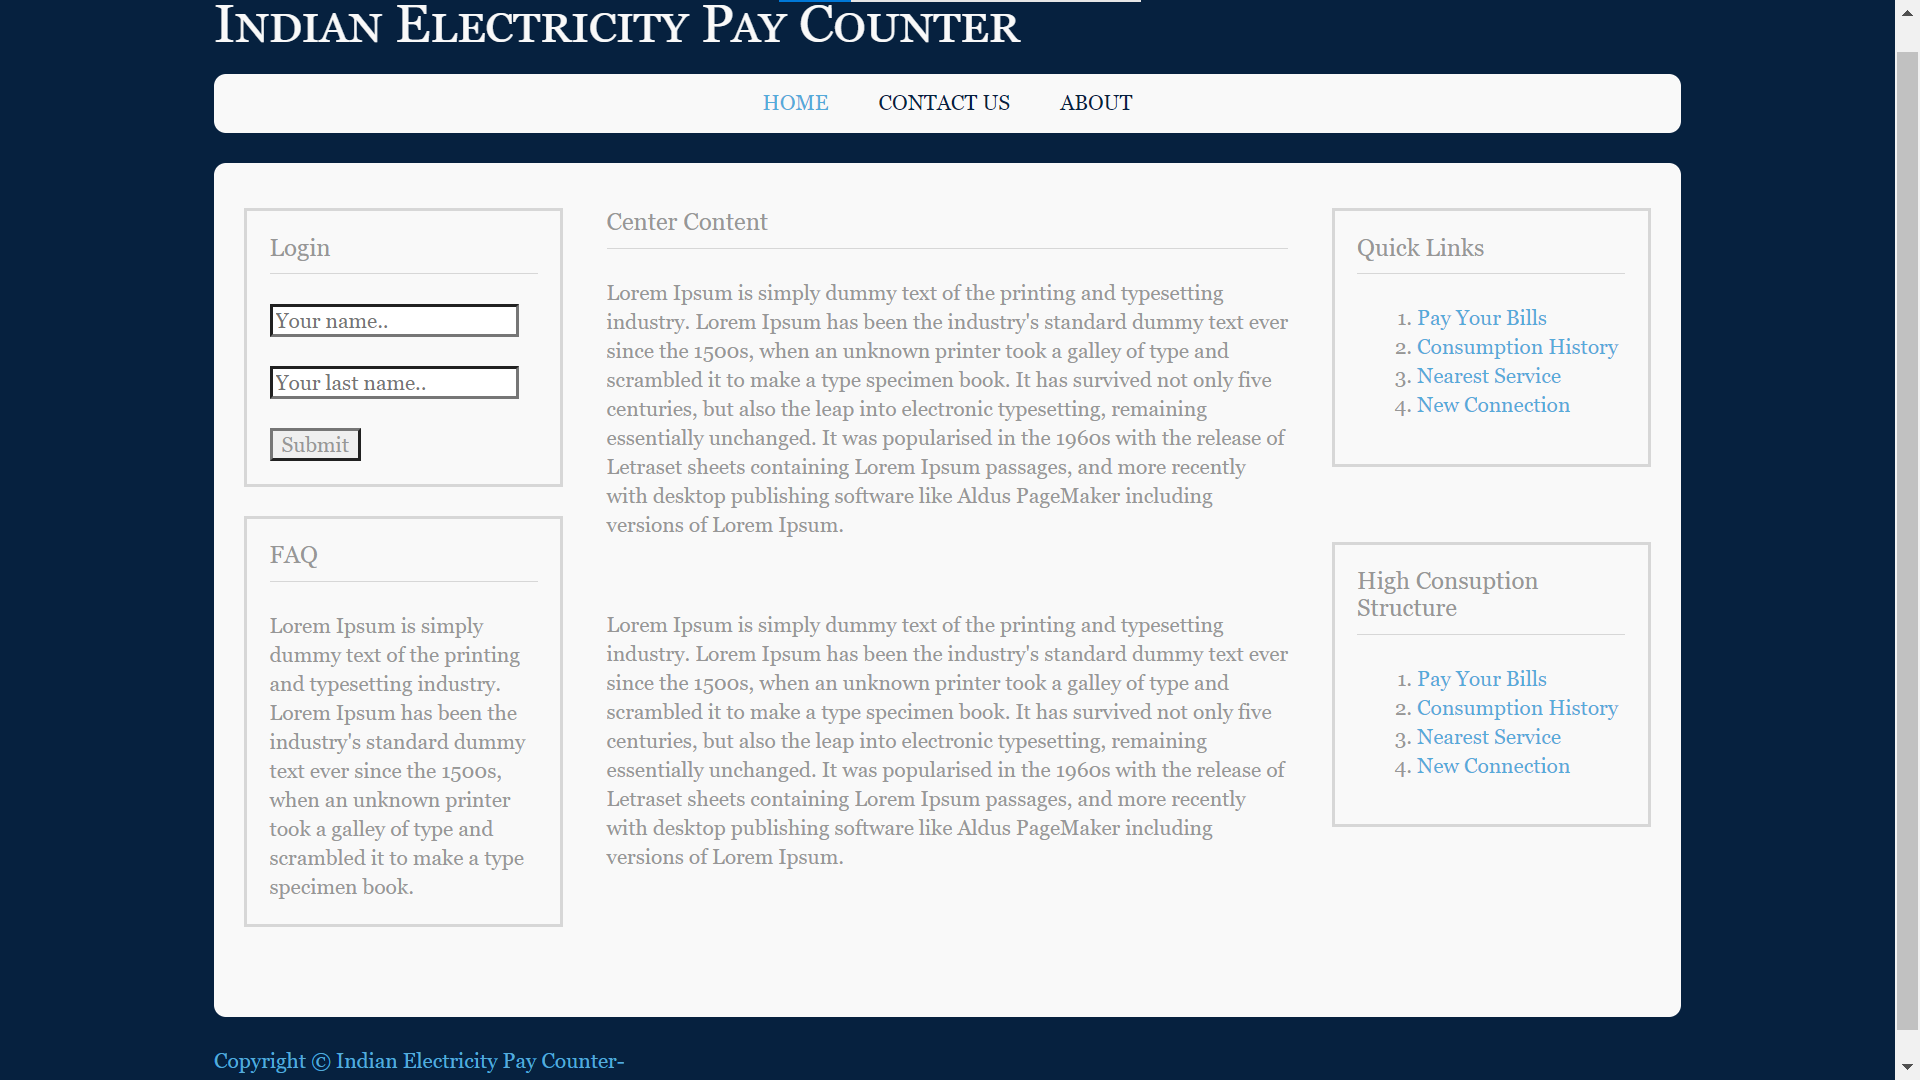 Indian Electricity Pay Counter
HOME CONTACT US ABOUT
Login
Your name..
Your last name..
Submit
FAQ
Lorem Ipsum is simply
dummy text of the printing
and typesetting industry.
Lorem Ipsum has been the
industry's standard dummy
text ever since the 1500s,
when an unknown printer
took a galley of type and
scrambled it to make a type
specimen book.
Center Content
Lorem Ipsum is simply dummy text of the printing and typesetting
industry. Lorem Ipsum has been the industry's standard dummy text ever
since the 1500s, when an unknown printer took a galley of type and
scrambled it to make a type specimen book. It has survived not only five
centuries, but also the leap into electronic typesetting, remaining
essentially unchanged. It was popularised in the 1960s with the release of
Letraset sheets containing Lorem Ipsum passages, and more recently
with desktop publishing software like Aldus PageMaker including
versions of Lorem Ipsum.
Lorem Ipsum is simply dummy text of the printing and typesetting
industry. Lorem Ipsum has been the industry's standard dummy text ever
since the 1500s, when an unknown printer took a galley of type and
scrambled it to make a type specimen book. It has survived not only five
centuries, but also the leap into electronic typesetting, remaining
essentially unchanged. It was popularised in the 1960s with the release of
Letraset sheets containing Lorem Ipsum passages, and more recently
with desktop publishing software like Aldus PageMaker including
versions of Lorem Ipsum.
Quick Links
1. Pay Your Bills
2. Consumption History
3. Nearest Service
4. New Connection
High Consuption
Structure
1. Pay Your Bills
2. Consumption History
3. Nearest Service
4. New Connection
Copyright © Indian Electricity Pay Counter-